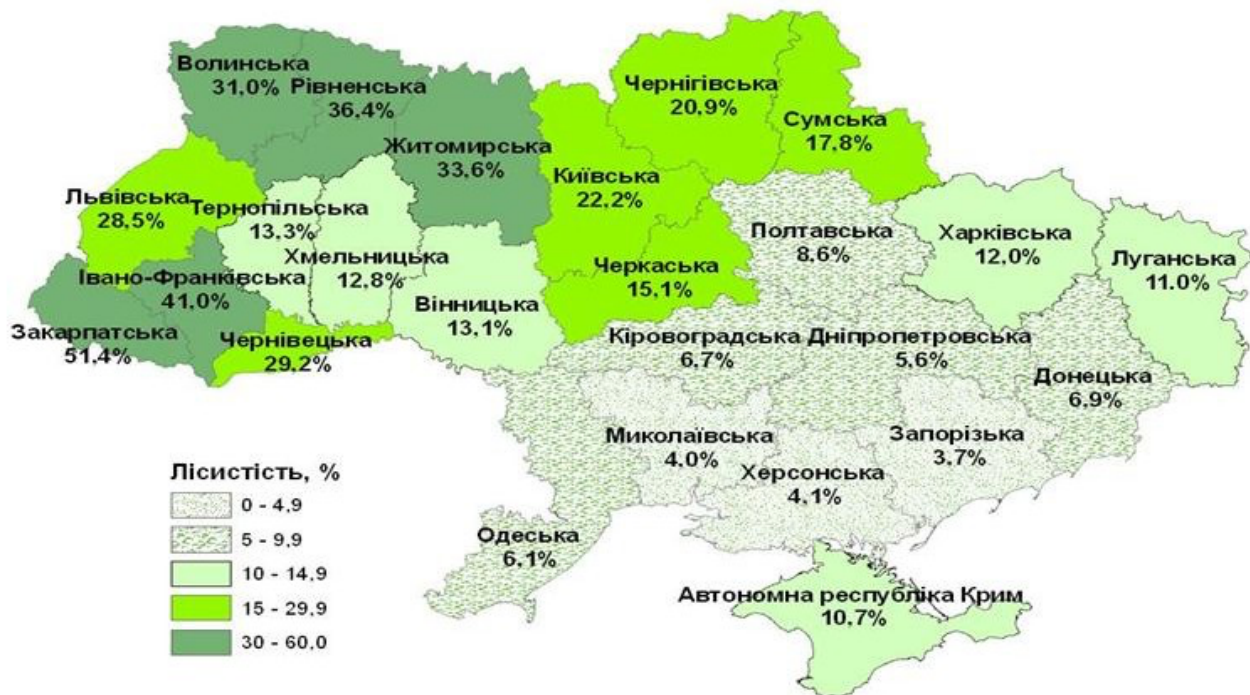 Волинська
31,0%
Рівненська
36,4%
Житомирська
33,6%
Чернігівська
20,9%
Сумська
17,8%
Київська
22,2%
Львівська
28,5%
Тернопільська
13,3%
Хмельницька
12,8%
Івано-Франківська
41,0%
Закарпатська
51,4%
Чернівецька
29,2%
Вінницька
13,1%
Черкаська
15,1%
Полтавська
8,6%
Харківська
12,0%
Луганська
11.0%
Кіровоградська
6,7%
Дніпропетровська
5,6%
Донецька
6,9%
Миколаївська
4.0%
Херсонська
4,1%
Запорізька
3.7%
Одеська
6,1%
Автономна республіка Крим
10,7%
Лісистість, %
0 - 4,9
5 - 9,9
10 - 14,9
15 - 29,9
30 - 60,0